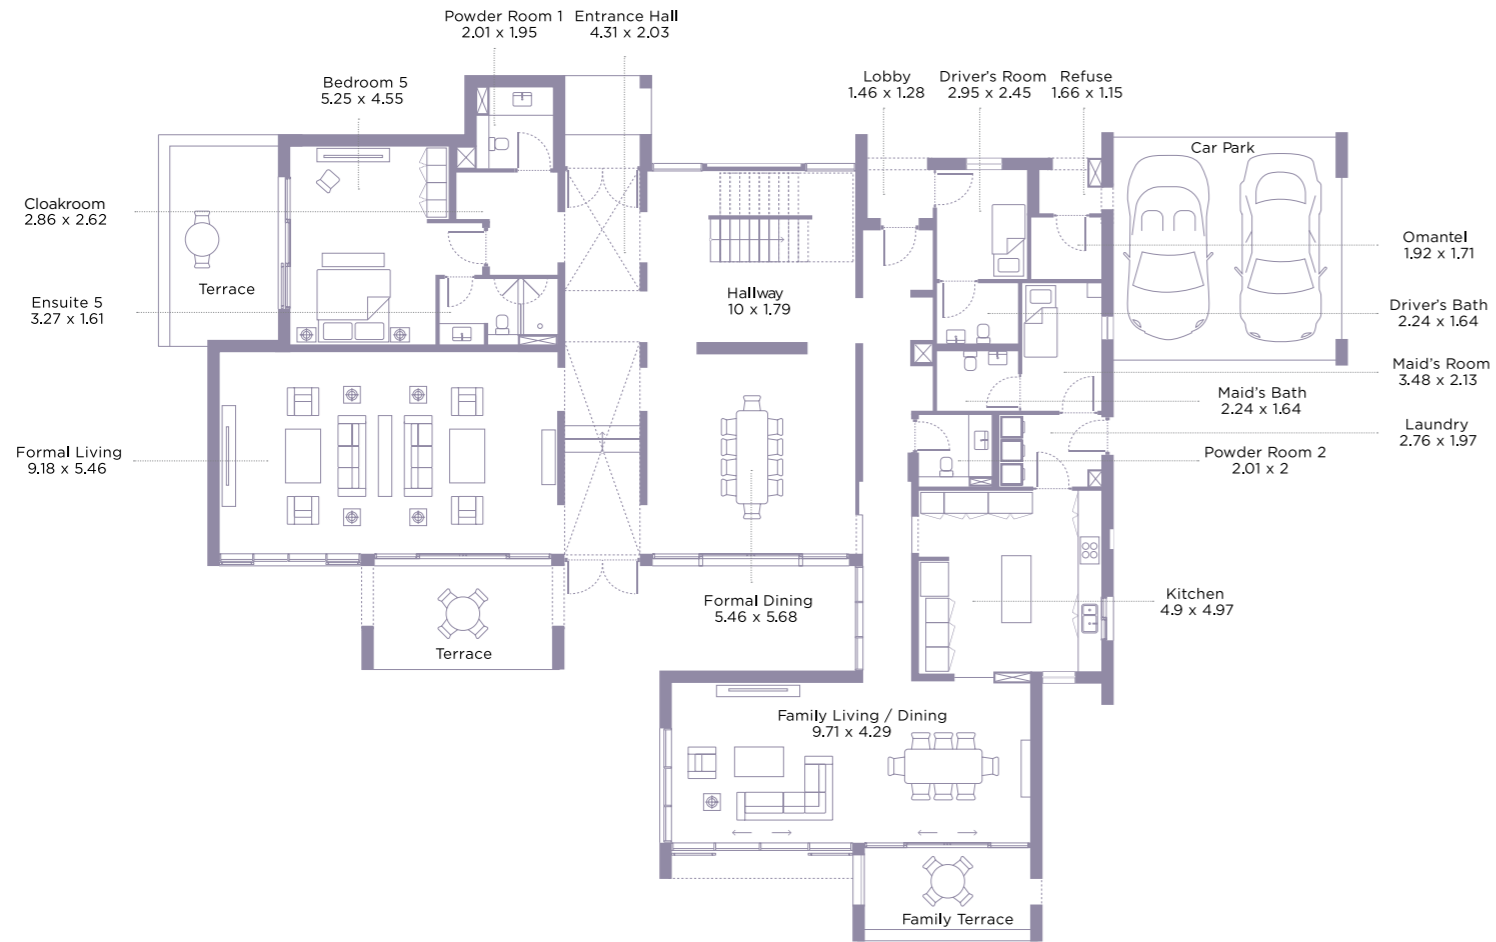 Powder Room 1
2.01 x 1.95
Entrance Hall
4.31 x 2.03
Bedroom 5
5.25 x 4.55
Lobby
1.46 x 1.28
Driver's Room
2.95 x 2.45
Refuse
1.66 x 1.15
Car Park
Cloakroom
2.86 x 2.62
Omantel
1.92 x 1.71
Terrace
Ensuite 5
3.27 x 1.61
Hallway
10 x 1.79
Driver's Bath
2.24 x 1.64
Maid's Room
3.48 x 2.13
Maid's Bath
2.24 x 1.64
Laundry
2.76 x 1.97
Formal Living
9.18 x 5.46
Powder Room 2
2.01 x 2
Formal Dining
5.46 x 5.68
Kitchen
4.9 x 4.97
Terrace
Family Living / Dining
9.71 x 4.29
Family Terrace